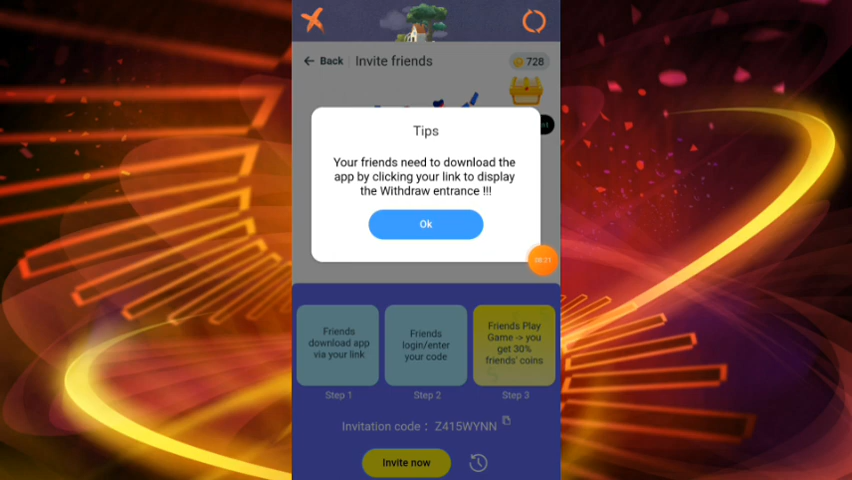 Back
Invite friends
728
Tips
Your friends need to download the
app by clicking your link to display
the Withdraw entrance !!!
Ok
Friends
download app
via your link
Friends
login/enter
your code
Friends Play
Game -> you
get 30%
friends' coins
Step 1
Step 2
Step 3
Invitation code : Z415WYNN
Invite now